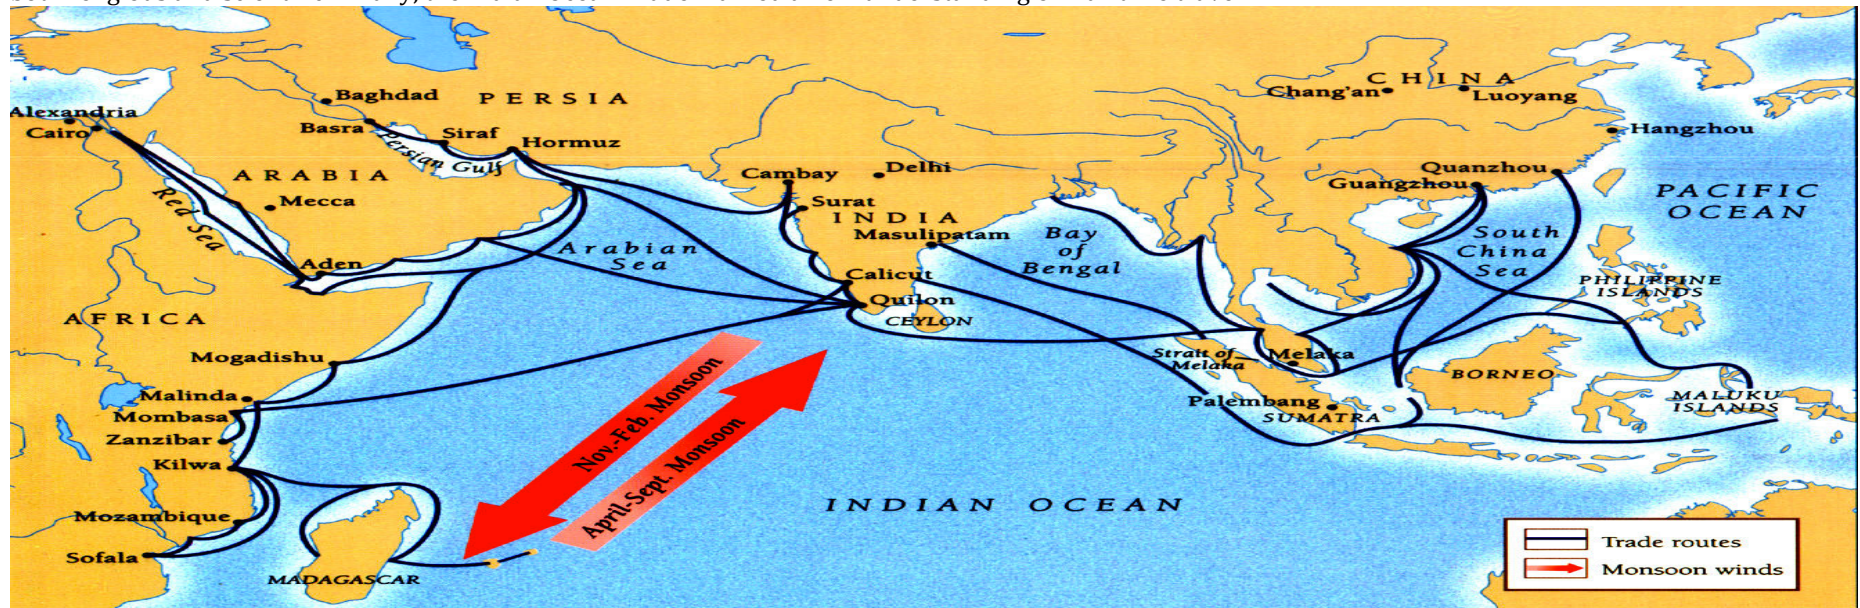 Alexandria
Cairo
Baghdad
PERSIA
Basra
Siraf
Hormuz
Persian Gulf
ARABIA
Mecca
Red Sea
Aden
Arabian
Sea
AFRICA
Mogadishu
Malinda
Mombasa
Zanzibar
Kilwa
Mozambique
Sofala
MADAGASCAR
Cambay
Delhi
Surat
INDIA
Masulipatam
Calicut
Quilon
CEYLON
Bay
of
Bengal
CHINA
Chang'an
Luoyang
Hangzhou
Quanzhou
Guangzhou
PACIFIC
OCEAN
South
China
Sea
PHILIPPINE
ISLANDS
Strait of
Melaka
Melaka
BORNEO
Palembang
SUMATRA
MALUKU
ISLANDS
Nov.-Feb. Monsoon
April-Sept. Monsoon
INDIAN OCEAN
Trade routes
Monsoon winds